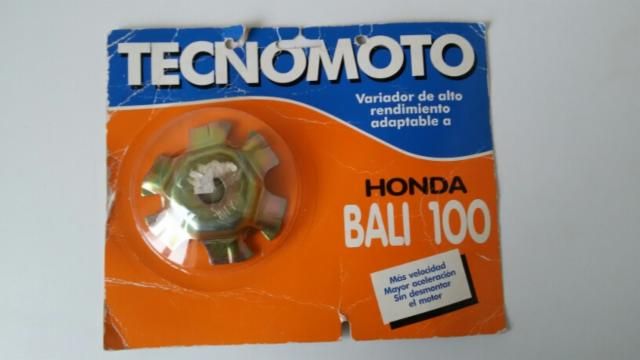 TECNOMOTO
Variador de alto
rendimiento
adaptable a
HONDA
BALI 100
Más velocidad
Mayor aceleración
Sin desmontar
el motor